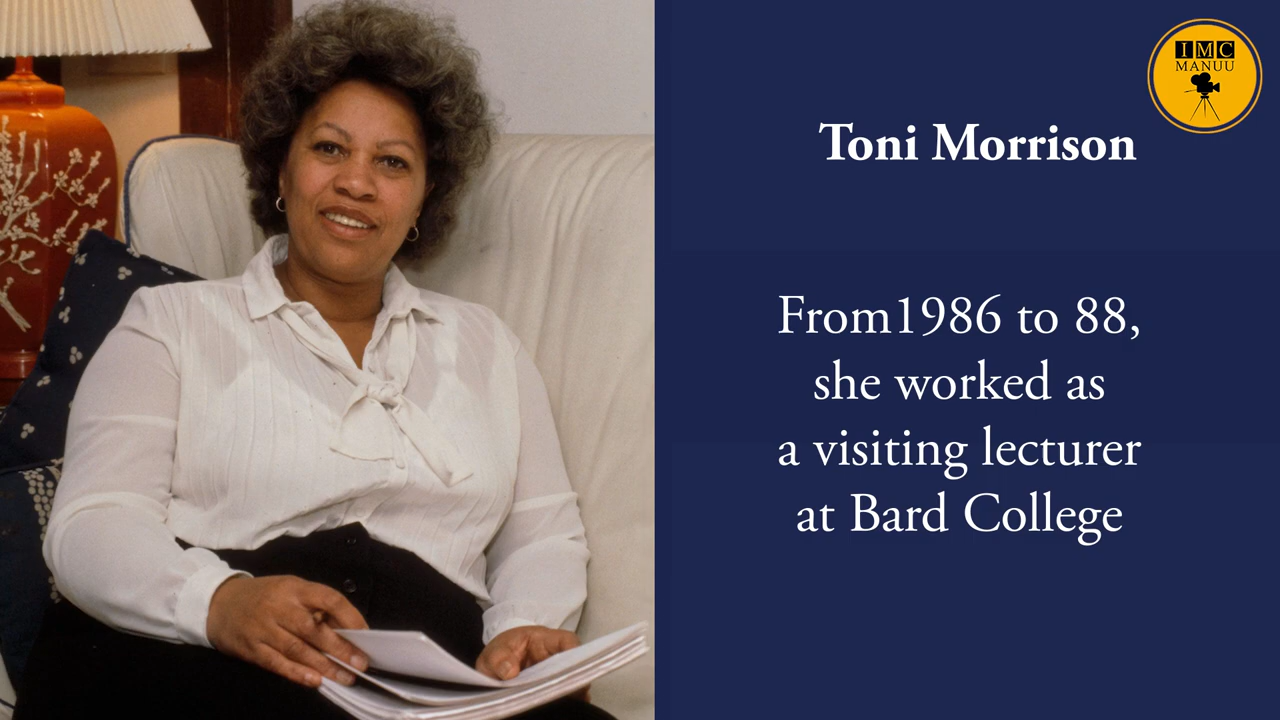 IMC
MANUU
Toni Morrison
From1986 to 88,
she worked as
a visiting lecturer
at Bard College